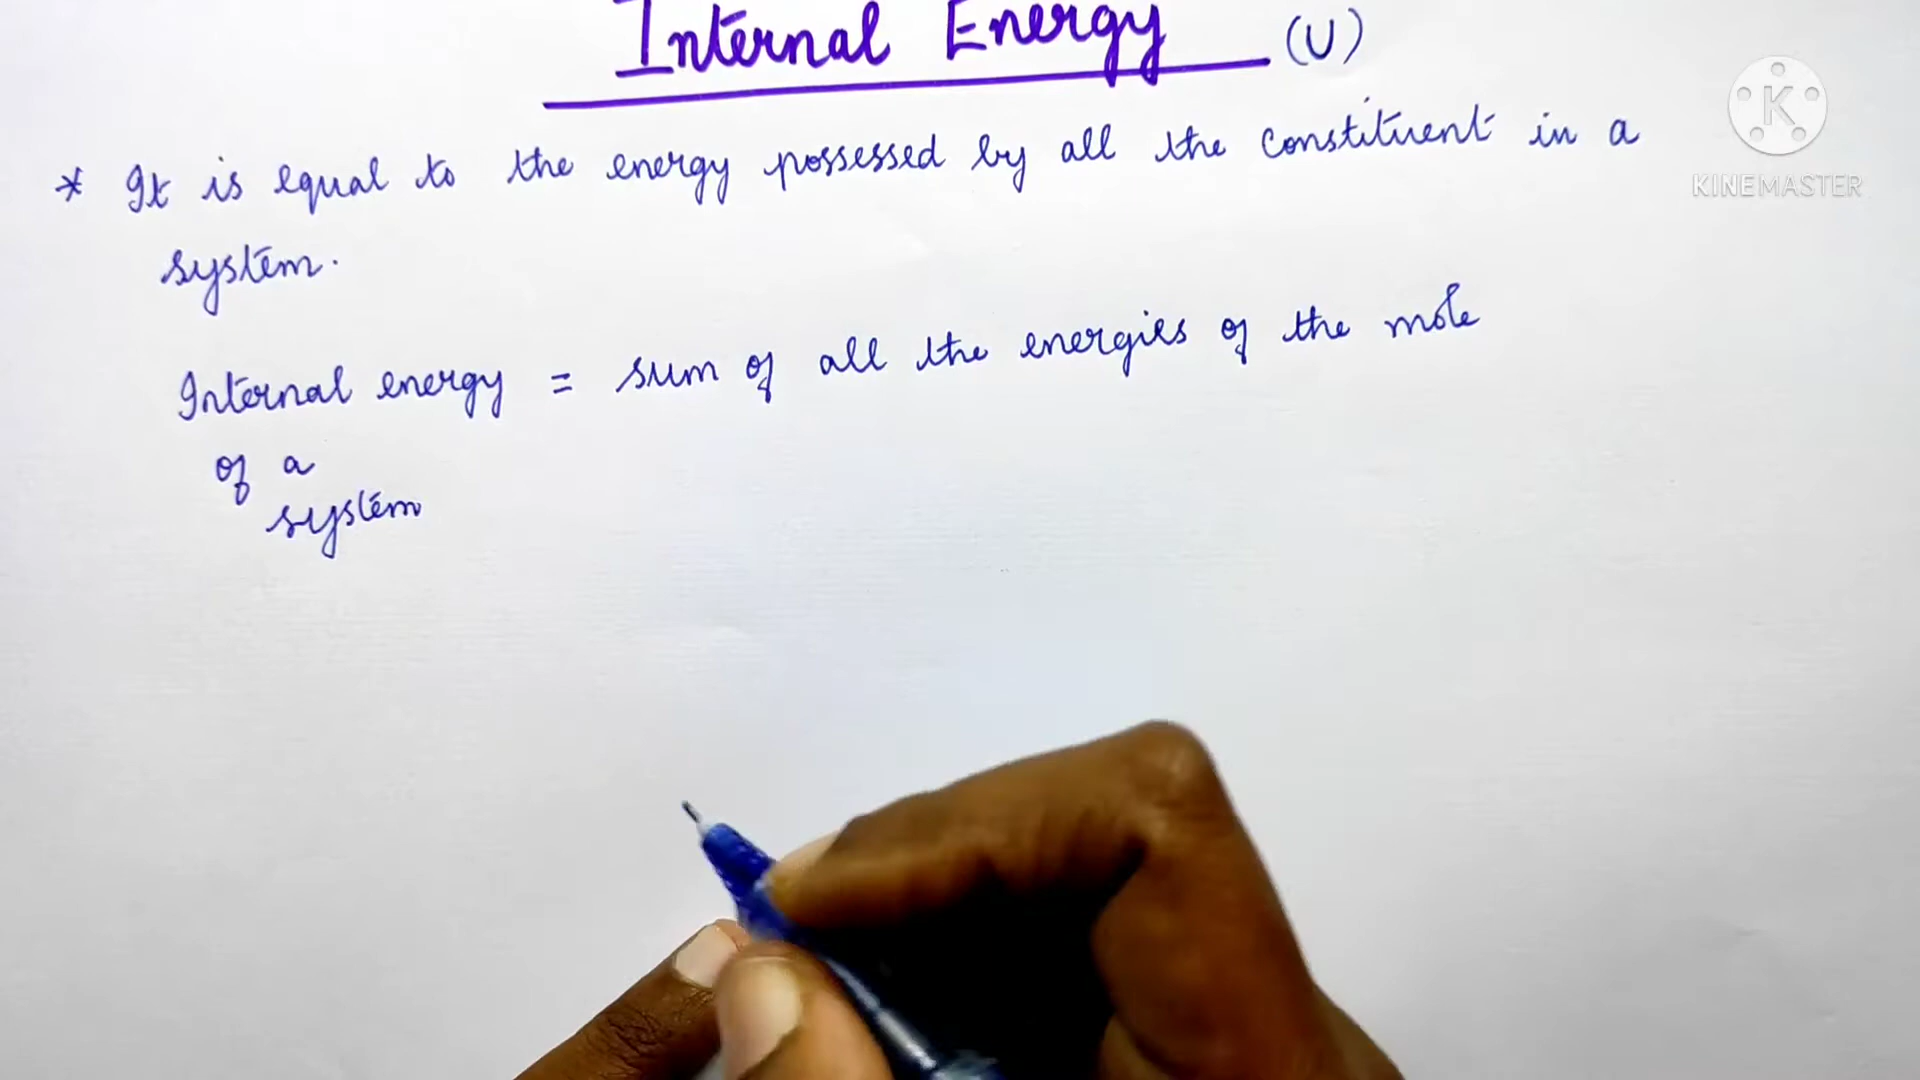 Internal Energy (U)
* It is equal to the energy possessed by all the constituent in a
system.
Internal energy = sum of all the energies of the mole
of a
system
K
KINEMASTER